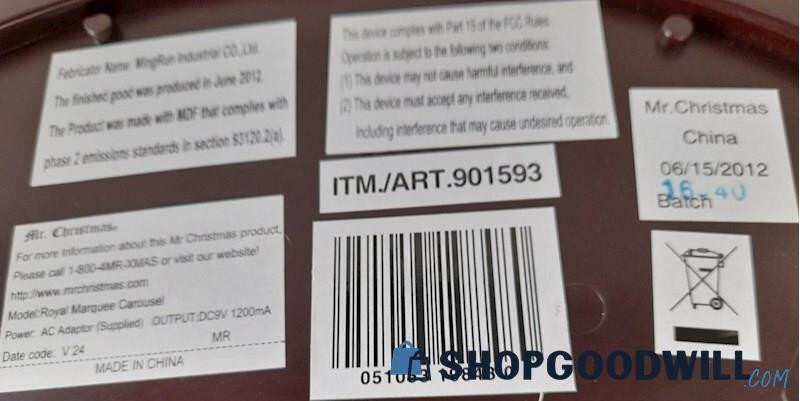 Fabricator Name: MingRun Industrial CO.,Ltd.
The finished good was produced in June 2012.
The Product was made with MDF that complies with
phase 2 emissions standards in section 93120.2(a).
This device complies with Part 15 of the FCC Rules.
Operation is subject to the following two conditions:
(1) This device may not cause harmful interference, and
(2) This device must accept any interference received,
including interference that may cause undesired operation.
Mr.Christmas
China
06/15/2012
16-40
Batch
ITM./ART.901593
Mr. Christmas®
For more Information about this Mr Christmas product,
Please call 1-800-4MR-XMAS or visit our website!
http://www.mrchristmas.com
Model:Royal Marquee Carousel
Power: AC Adaptor (Supplied) OUTPUT:DC9V 1200mA
MR
Date code: V 24
MADE IN CHINA
SHOPGOODWILL.COM